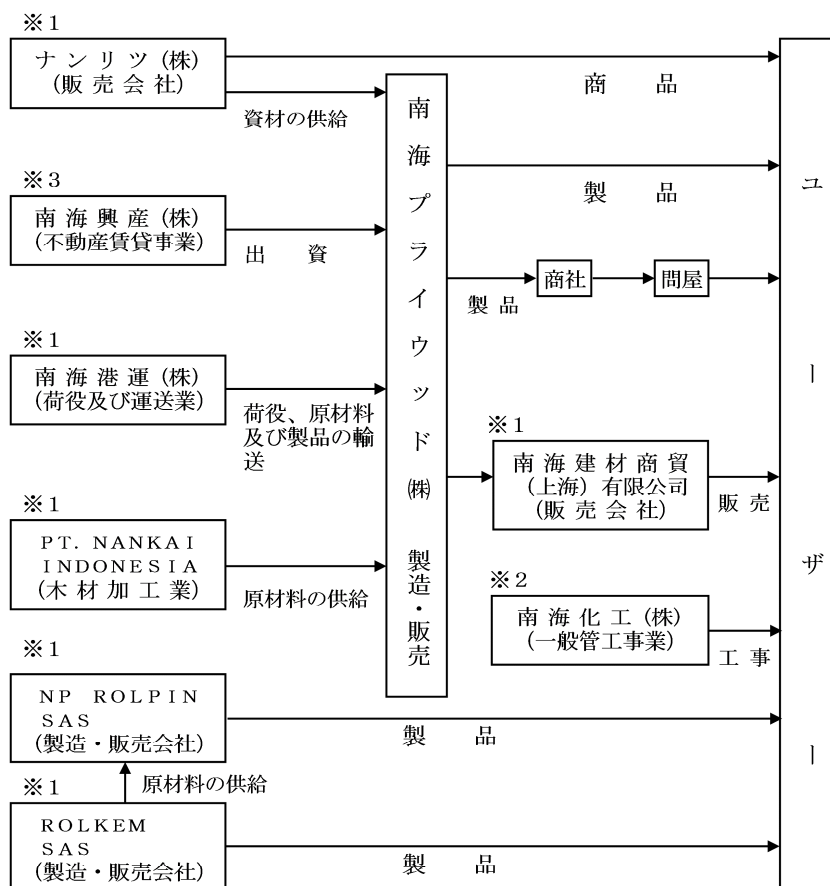 ※１
ナンリツ（株）
（販売会社）
商　品
資材の供給
※３
南海興産（株）
（不動産賃貸事業）
出　資
※１
南海港運（株）
（荷役及び運送業）
荷役、原材料
及び製品の輸
送
※１
ＰＴ．ＮＡＮＫＡＩ
ＩＮＤＯＮＥＳＩＡ
（木材加工業）
原材料の供給
南海プライウッド㈱　製造・販売
製　品
製品
商社
問屋
※１
南海建材商貿
（上海）有限公司
（販売会社）
販売
※２
南海化工（株）
（一般管工事業）
工事
※１
ＮＰ　ＲＯＬＰＩＮ
ＳＡＳ
（製造・販売会社）
製　品
原材料の供給
※１
ＲＯＬＫＥＭ
ＳＡＳ
（製造・販売会社）
製　品
ユーザー